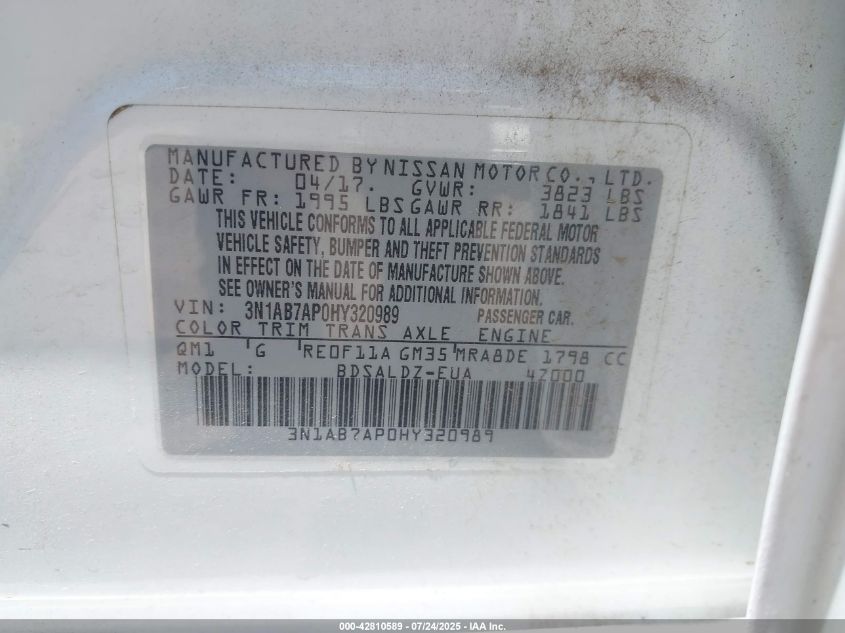 MANUFACTURED BY NISSAN MOTOR CO., LTD.
DATE: 04/17. GVWR: 3823 LBS
GAWR FR: 1995 LBS GAWR RR: 1841 LBS
THIS VEHICLE CONFORMS TO ALL APPLICABLE FEDERAL MOTOR
VEHICLE SAFETY, BUMPER AND THEFT PREVENTION STANDARDS
IN EFFECT ON THE DATE OF MANUFACTURE SHOWN ABOVE.
SEE OWNER'S MANUAL FOR ADDITIONAL INFORMATION.
VIN: 3N1AB7AP0HY320989 PASSENGER CAR.
COLOR TRIM TRANS AXLE ENGINE
QM1 G RE0F11A GM35 MRA8DE 1798 CC
MODEL: BDSALDZ-EUA 4Z000
3N1AB7AP0HY320989
000-42810589 - 07/24/2025 - IAA Inc.